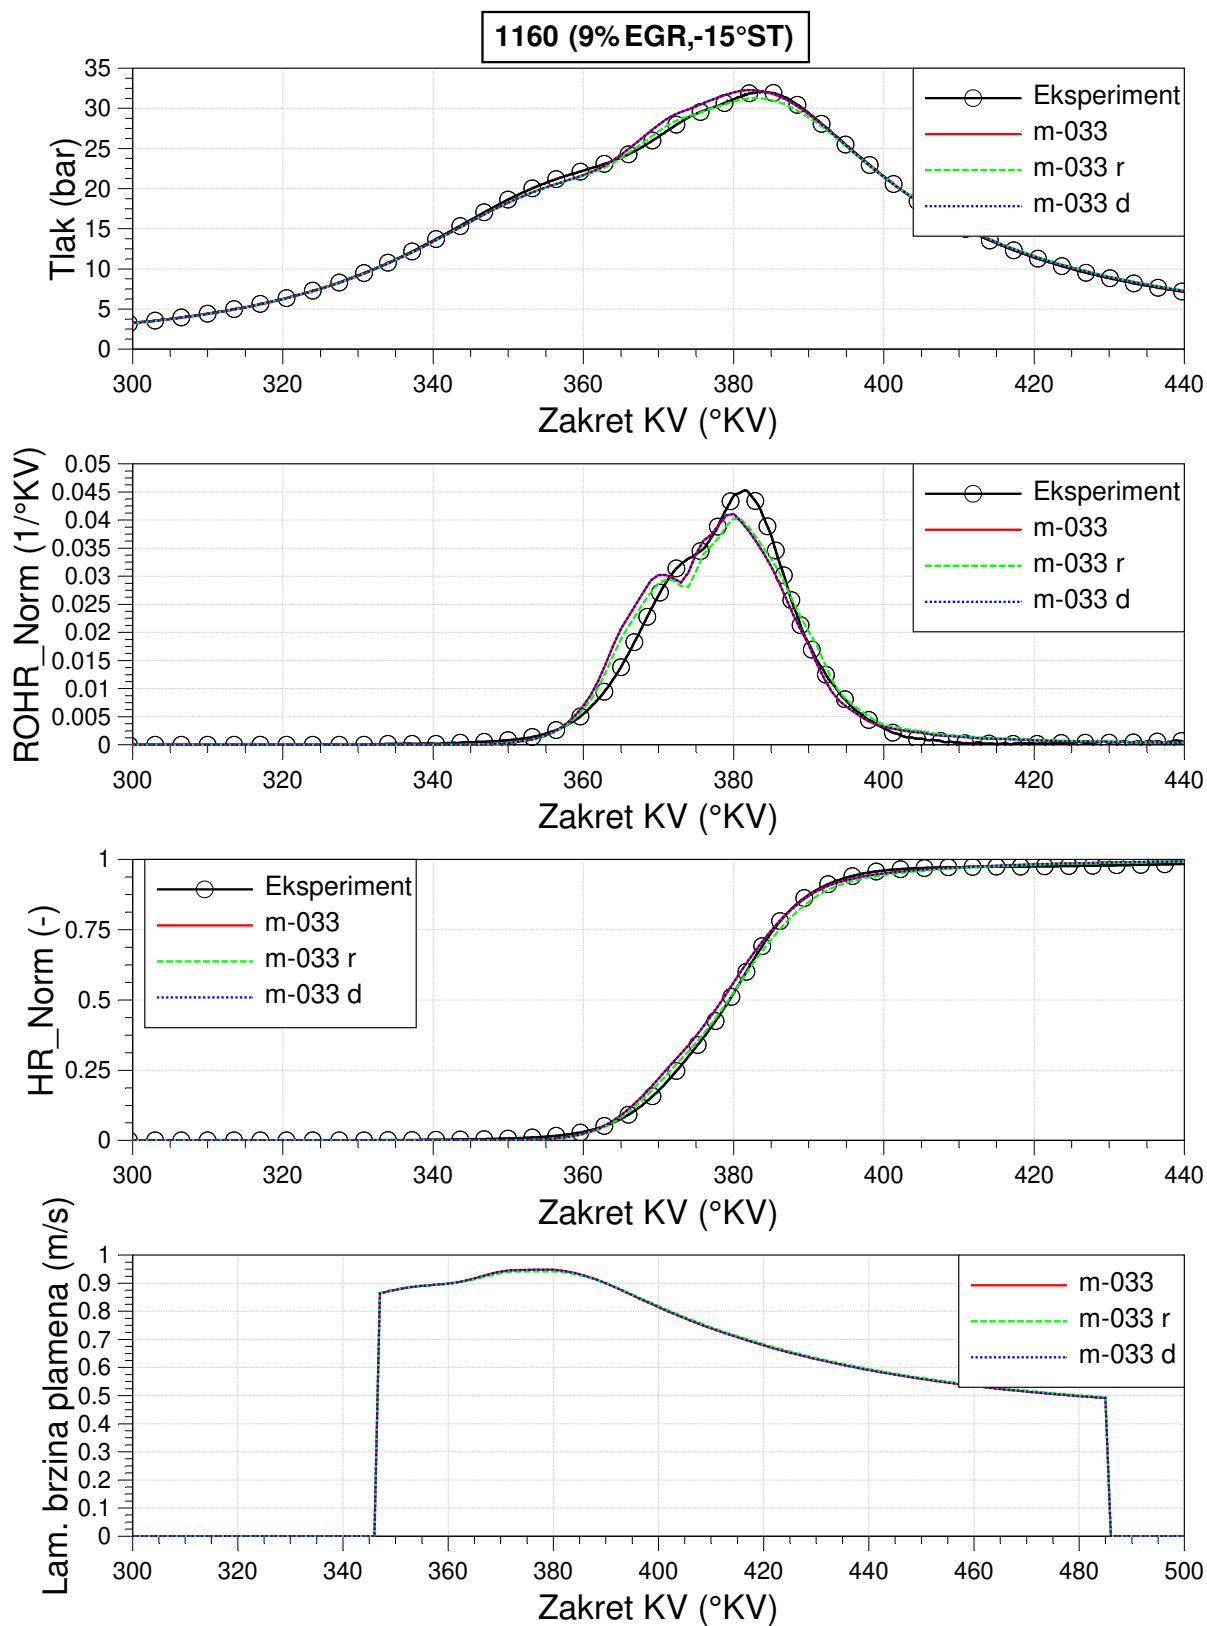 1160 (9% EGR,-15°ST)
Tlak (bar)
35
30
25
20
15
10
5
0
Eksperiment
m-033
m-033 r
m-033 d
300 320 340 360 380 400 420 440
Zakret KV (°KV)
ROHR_Norm (1/°KV)
0.05
0.045
0.04
0.035
0.03
0.025
0.02
0.015
0.01
0.005
0
Eksperiment
m-033
m-033 r
m-033 d
300 320 340 360 380 400 420 440
Zakret KV (°KV)
HR_Norm (-)
1
0.75
0.5
0.25
0
Eksperiment
m-033
m-033 r
m-033 d
300 320 340 360 380 400 420 440
Zakret KV (°KV)
Lam. brzina plamena (m/s)
1
0.9
0.8
0.7
0.6
0.5
0.4
0.3
0.2
0.1
0
m-033
m-033 r
m-033 d
300 320 340 360 380 400 420 440 460 480 500
Zakret KV (°KV)